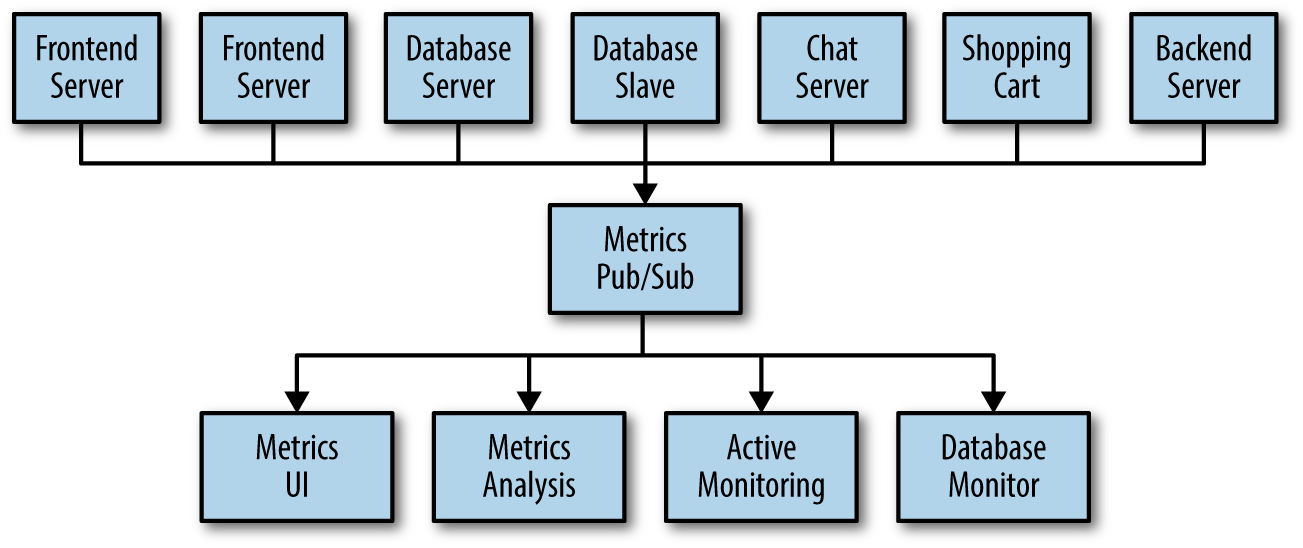 Frontend
Server
Frontend
Server
Database
Server
Database
Slave
Chat
Server
Shopping
Cart
Backend
Server
Metrics
Pub/Sub
Metrics
UI
Metrics
Analysis
Active
Monitoring
Database
Monitor